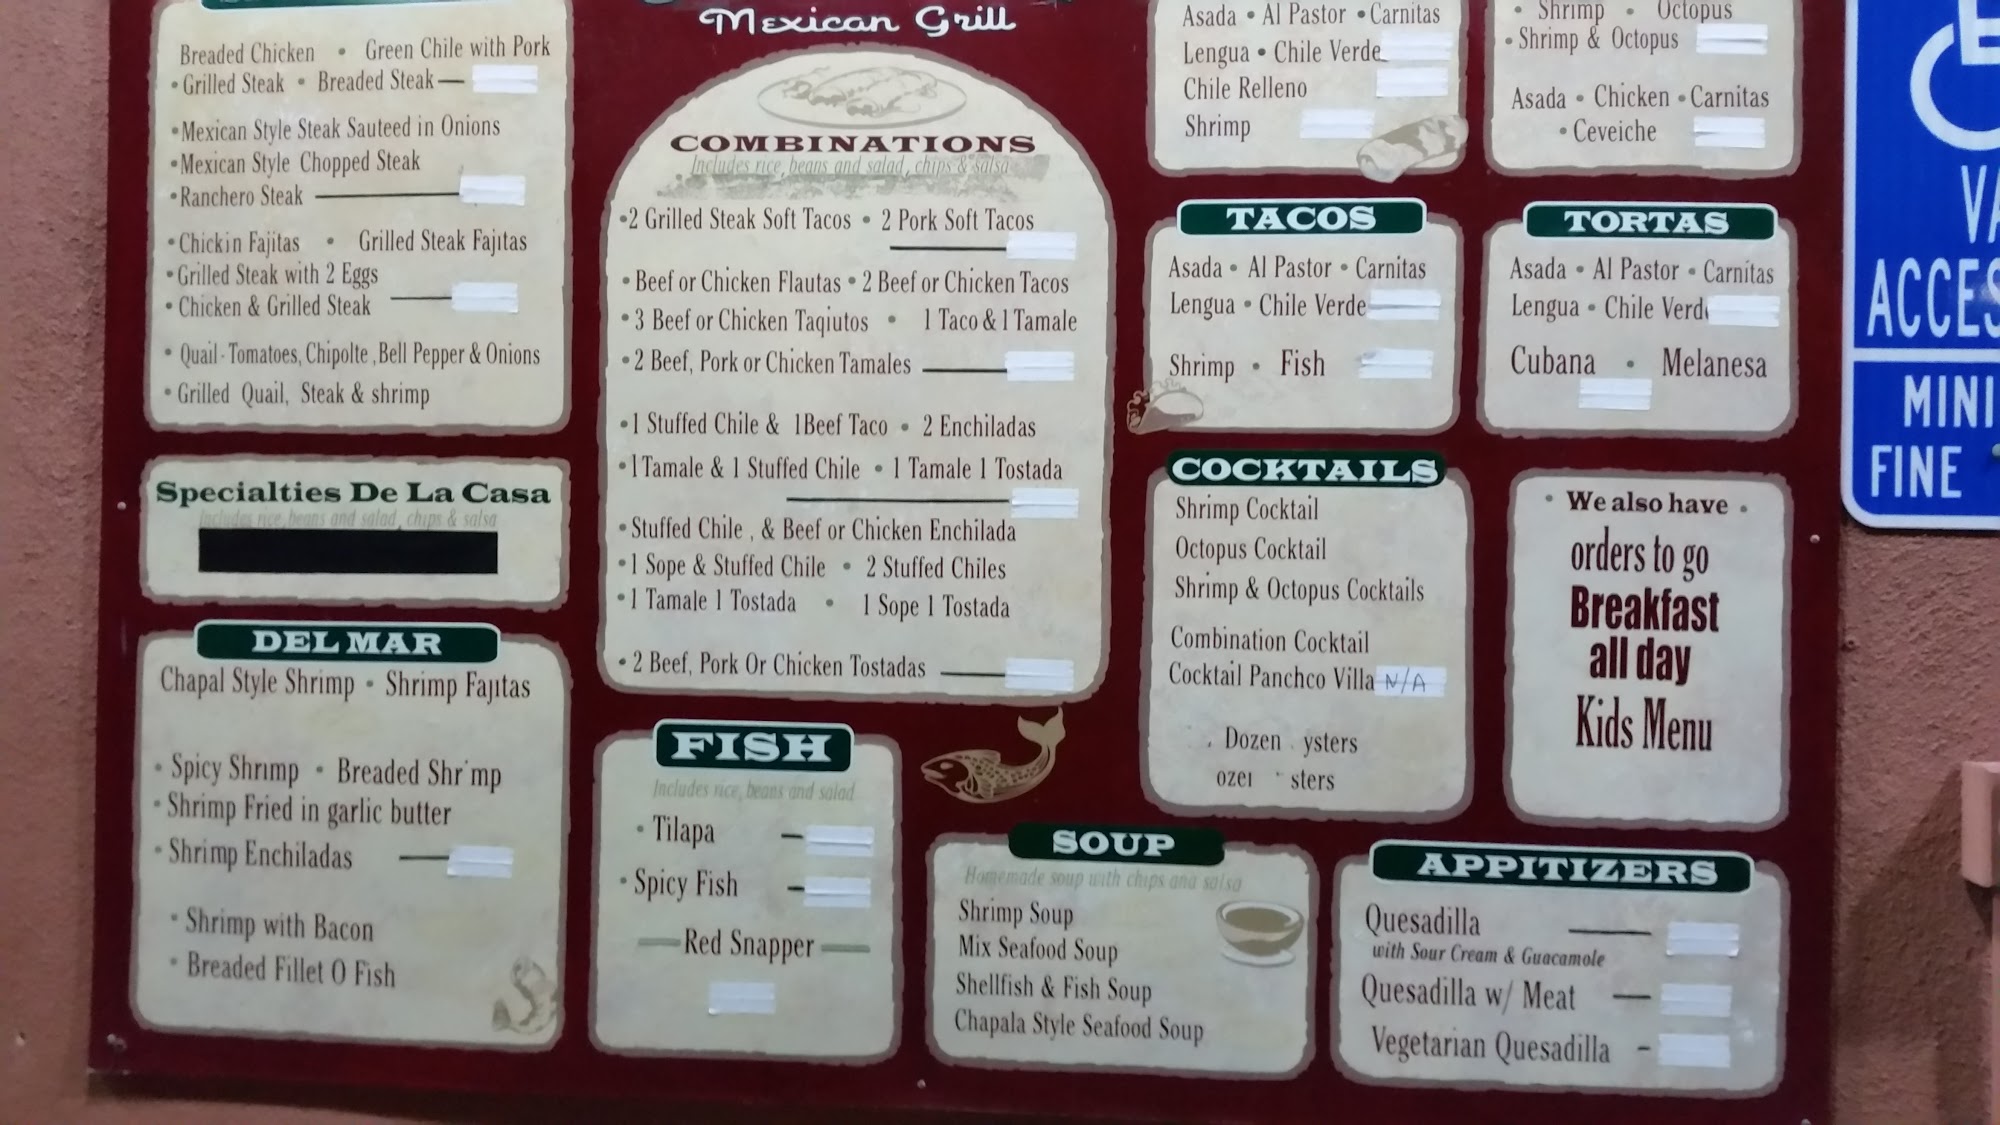 Breaded Chicken • Green Chile with Pork
•Grilled Steak • Breaded Steak
•Mexican Style Steak Sauteed in Onions
•Mexican Style Chopped Steak
•Ranchero Steak
•Chickin Fajitas • Grilled Steak Fajitas
•Grilled Steak with 2 Eggs
• Chicken & Grilled Steak
• Quail - Tomatoes, Chipolte ,Bell Pepper & Onions
• Grilled Quail, Steak & shrimp
Specialties De La Casa
Includes rice, beans and salad, chips & salsa
DEL MAR
Chapal Style Shrimp • Shrimp Fajitas
• Spicy Shrimp • Breaded Shr mp
• Shrimp Fried in garlic butter
• Shrimp Enchiladas
• Shrimp with Bacon
• Breaded Fillet O Fish
Mexican Grill
COMBINATIONS
Includes rice, beans and salad, chips & salsa
•2 Grilled Steak Soft Tacos • 2 Pork Soft Tacos
•Beef or Chicken Flautas • 2 Beef or Chicken Tacos
•3 Beef or Chicken Taqiutos • 1 Taco & 1 Tamale
•2 Beef, Pork or Chicken Tamales
•1 Stuffed Chile & 1Beef Taco • 2 Enchiladas
•1 Tamale & 1 Stuffed Chile • 1 Tamale 1 Tostada
•Stuffed Chile , & Beef or Chicken Enchilada
•1 Sope & Stuffed Chile • 2 Stuffed Chiles
•1 Tamale 1 Tostada • 1 Sope 1 Tostada
•2 Beef, Pork Or Chicken Tostadas
FISH
Includes rice, beans and salad
• Tilapa
• Spicy Fish
Red Snapper
Asada • Al Pastor • Carnitas
Lengua • Chile Verde
Chile Relleno
Shrimp
• Shrimp • Octopus
• Shrimp & Octopus
Asada • Chicken • Carnitas
• Ceveiche
TACOS
Asada • Al Pastor • Carnitas
Lengua • Chile Verde
Shrimp • Fish
TORTAS
Asada • Al Pastor • Carnitas
Lengua • Chile Verd
Cubana • Melanesa
COCKTAILS
Shrimp Cocktail
Octopus Cocktail
Shrimp & Octopus Cocktails
Combination Cocktail
Cocktail Panchco Villa N/A
Dozen ysters
ozei sters
• We also have •
orders to go
Breakfast
all day
Kids Menu
SOUP
Homemade soup with chips and salsa
Shrimp Soup
Mix Seafood Soup
Shellfish & Fish Soup
Chapala Style Seafood Soup
APPITIZERS
Quesadilla
with Sour Cream & Guacamole
Quesadilla w/ Meat
Vegetarian Quesadilla
VA
ACCES
MINI
FINE